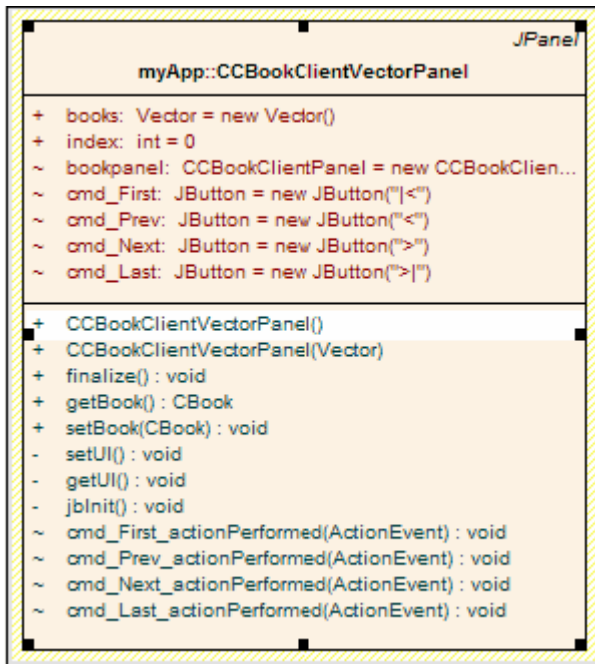 JPanel
myApp::CCBookClientVectorPanel
+ books: Vector = new Vector()
+ index: int = 0
~ bookpanel: CCBookClientPanel = new CCBookClien...
~ cmd_First: JButton = new JButton("|<")
~ cmd_Prev: JButton = new JButton("<")
~ cmd_Next: JButton = new JButton(">")
~ cmd_Last: JButton = new JButton(">|")
+ CCBookClientVectorPanel()
+ CCBookClientVectorPanel(Vector)
+ finalize() : void
+ getBook() : CBook
+ setBook(CBook) : void
- setUI() : void
- getUI() : void
- jbInit() : void
~ cmd_First_actionPerformed(ActionEvent) : void
~ cmd_Prev_actionPerformed(ActionEvent) : void
~ cmd_Next_actionPerformed(ActionEvent) : void
~ cmd_Last_actionPerformed(ActionEvent) : void